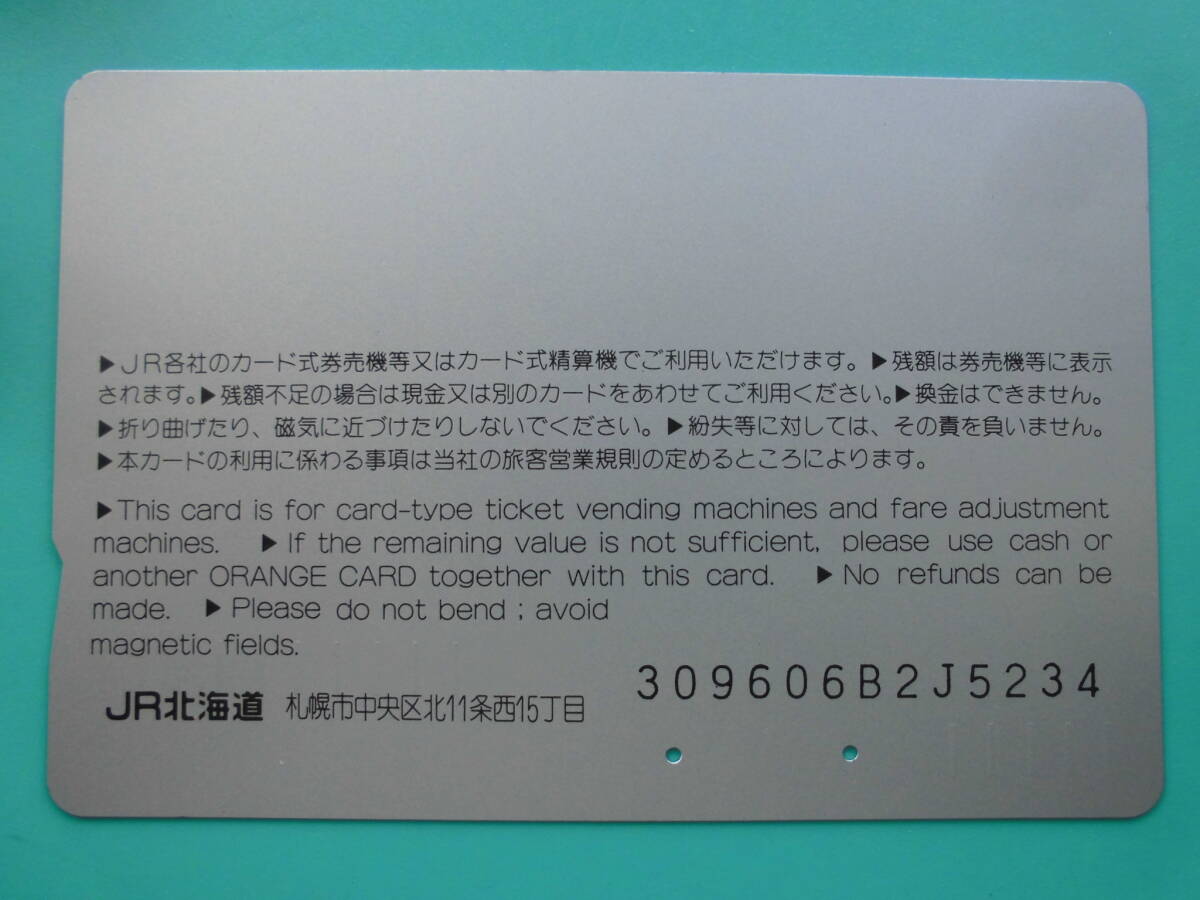 ▶JR各社のカード式券売機等又はカード式精算機でご利用いただけます。▶残額は券売機等に表示
されます。▶残額不足の場合は現金又は別のカードをあわせてご利用ください。▶換金はできません。
▶折り曲げたり、磁気に近づけたりしないでください。▶紛失等に対しては、その責を負いません。
▶本カードの利用に係わる事項は当社の旅客営業規則の定めるところによります。
▶This card is for card-type ticket vending machines and fare adjustment
machines. ▶If the remaining value is not sufficient, please use cash or
another ORANGE CARD together with this card. ▶No refunds can be
made. ▶Please do not bend ; avoid
magnetic fields.
309606B2J5234
JR北海道 札幌市中央区北11条西15丁目